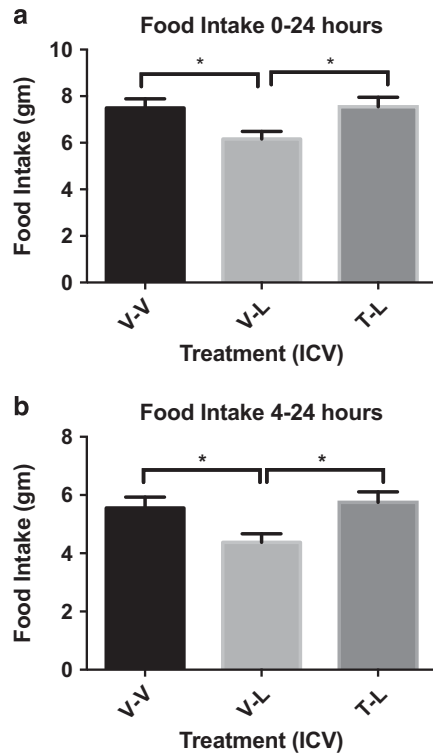 a
Food Intake 0-24 hours
Food Intake (gm)
10
8
6
4
2
0
*
*
V-V
V-L
T-L
Treatment (ICV)
b
Food Intake 4-24 hours
Food Intake (gm)
8
6
4
2
0
*
*
V-V
V-L
T-L
Treatment (ICV)